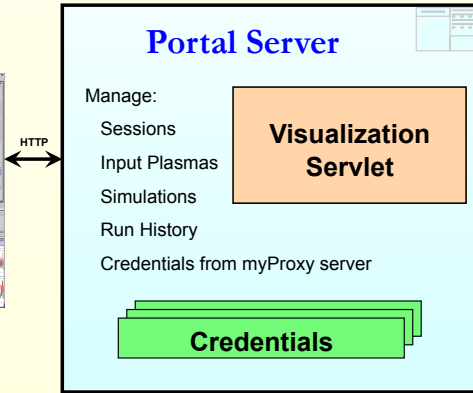 Portal Server
HTTP
Manage:
Sessions
Input Plasmas
Simulations
Run History
Credentials from myProxy server
Visualization
Servlet
Credentials